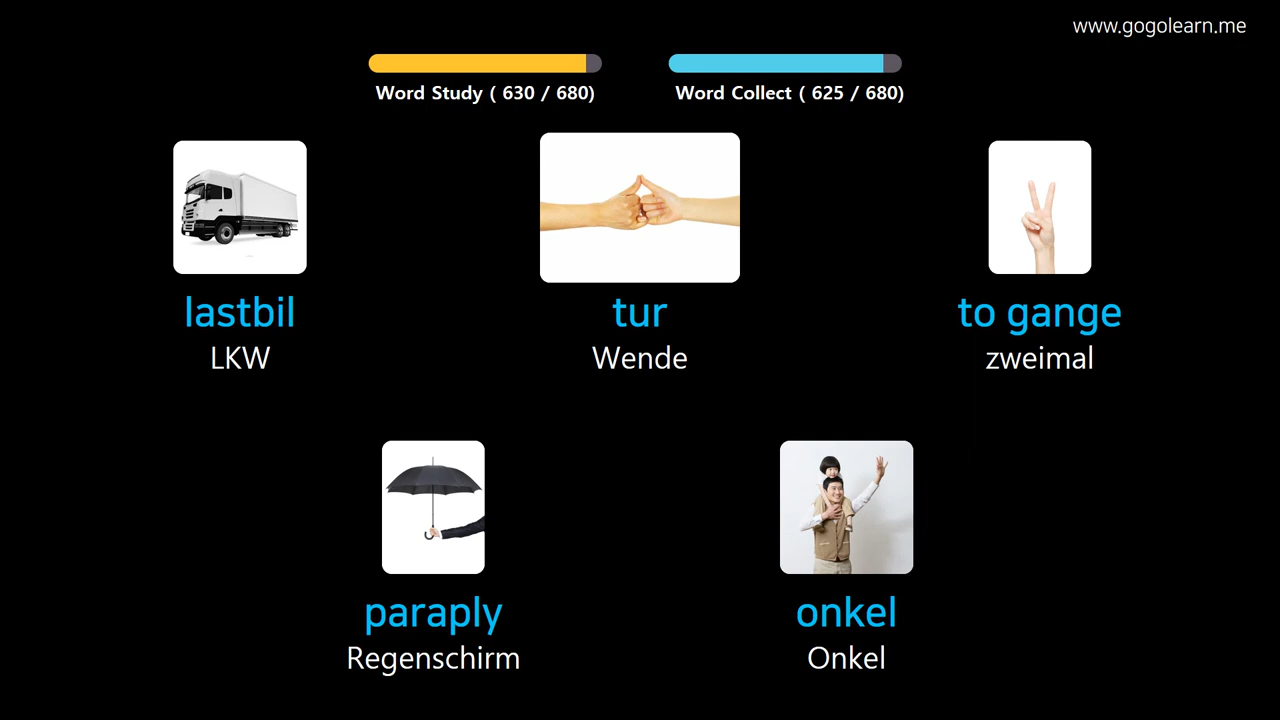 www.gogolearn.me
Word Study ( 630 / 680)
Word Collect ( 625 / 680)
lastbil
LKW
tur
Wende
to gange
zweimal
paraply
Regenschirm
onkel
Onkel